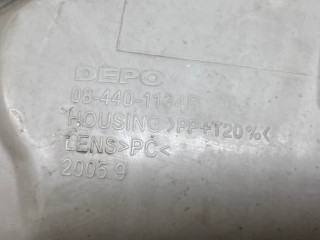 DEPO
HOUSING>PP+T20%<
LENS>PC<
2005.9